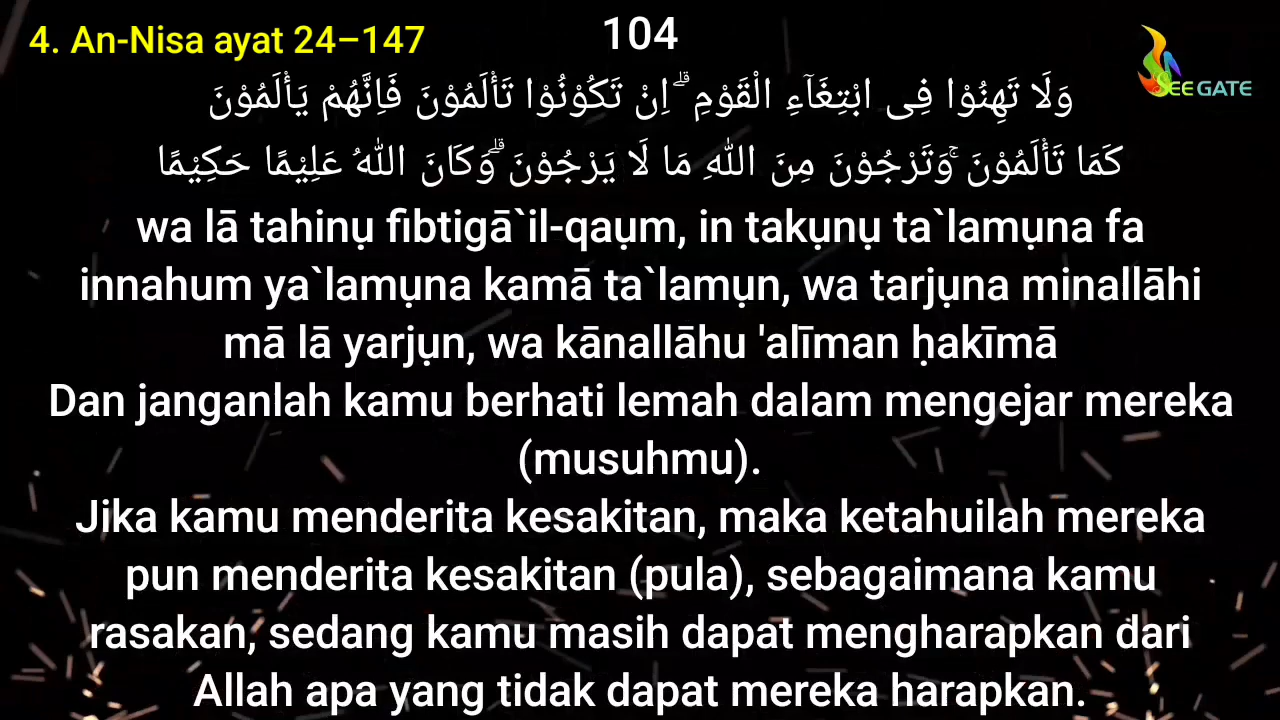 4. An-Nisa ayat 24–147
104
SEE GATE
وَلَا تَهِنُوْا فِى ابْتِغَاۤءِ الْقَوْمِ ۗ اِنْ تَكُوْنُوْا تَأْلَمُوْنَ فَاِنَّهُمْ يَأْلَمُوْنَ
كَمَا تَأْلَمُوْنَ ۚوَتَرْجُوْنَ مِنَ اللّٰهِ مَا لَا يَرْجُوْنَ ۗوَكَانَ اللّٰهُ عَلِيْمًا حَكِيْمًا
wa lā tahinụ fibtigā`il-qaụm, in takụnụ ta`lamụna fa
innahum ya`lamụna kamā ta`lamụn, wa tarjụna minallāhi
mā lā yarjụn, wa kānallāhu 'alīman ḥakīmā
Dan janganlah kamu berhati lemah dalam mengejar mereka
(musuhmu).
Jika kamu menderita kesakitan, maka ketahuilah mereka
pun menderita kesakitan (pula), sebagaimana kamu
rasakan, sedang kamu masih dapat mengharapkan dari
Allah apa yang tidak dapat mereka harapkan.